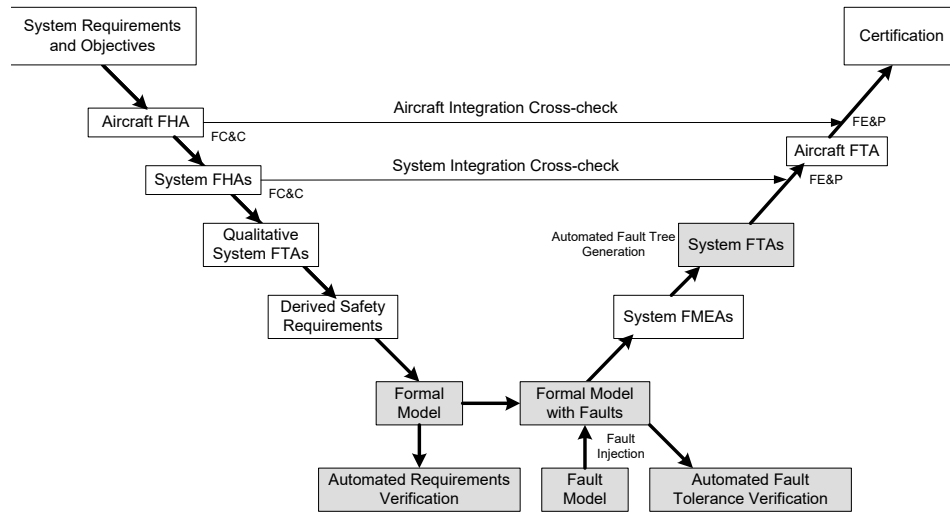 System Requirements
and Objectives
Certification
Aircraft Integration Cross-check
Aircraft FHA
FC&C
FE&P
Aircraft FTA
System Integration Cross-check
System FHAs
FC&C
FE&P
Qualitative
System FTAs
Automated Fault Tree
Generation
System FTAs
Derived Safety
Requirements
System FMEAs
Formal
Model
Formal Model
with Faults
Fault
Injection
Automated Requirements
Verification
Fault
Model
Automated Fault
Tolerance Verification